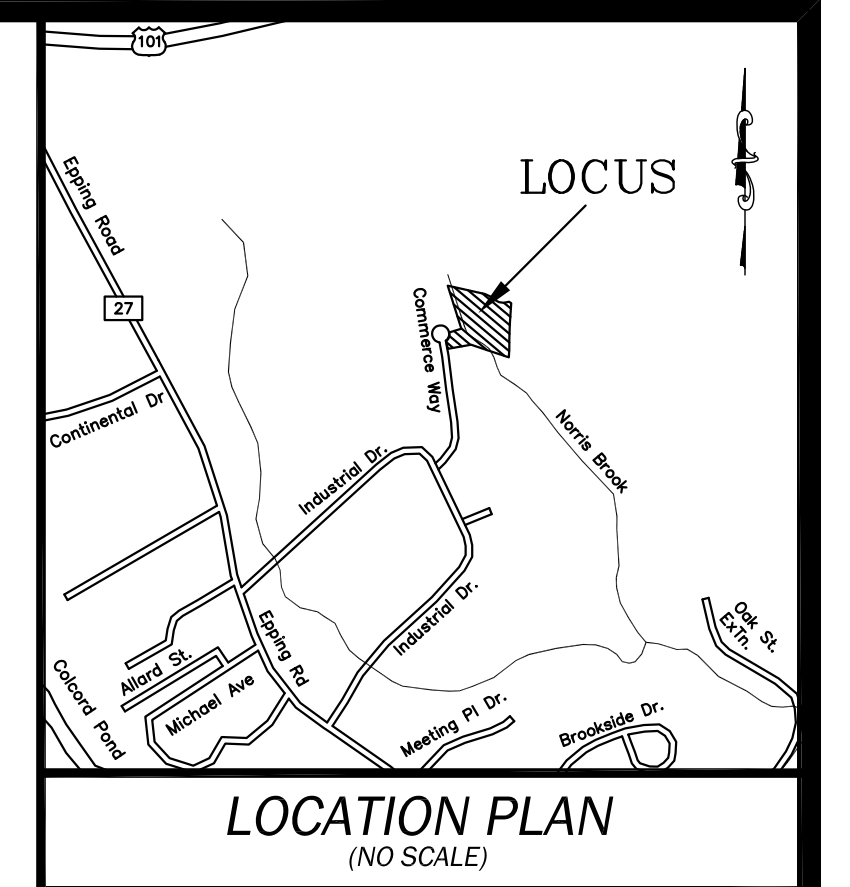 101
LOCUS
Epping Road
27
Commerce Way
Continental Dr
Norris Brook
Industrial Dr.
Industrial Dr.
Oak St.
ExTn.
Epping Rd
Allard St.
Michael Ave
Colcord Pond
Meeting Pl Dr.
Brookside Dr.
LOCATION PLAN
(NO SCALE)